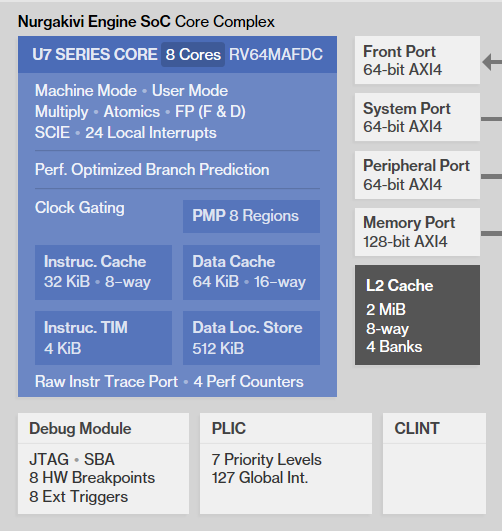 Nurgakivi Engine SoC Core Complex
U7 SERIES CORE 8 Cores RV64MAFDC
Machine Mode • User Mode
Multiply • Atomics • FP (F & D)
SCIE • 24 Local Interrupts
Perf. Optimized Branch Prediction
Clock Gating
PMP 8 Regions
Instruc. Cache
32 KiB • 8-way
Data Cache
64 KiB • 16-way
Instruc. TIM
4 KiB
Data Loc. Store
512 KiB
Raw Instr Trace Port • 4 Perf Counters
Front Port
64-bit AXI4
System Port
64-bit AXI4
Peripheral Port
64-bit AXI4
Memory Port
128-bit AXI4
L2 Cache
2 MiB
8-way
4 Banks
Debug Module
JTAG • SBA
8 HW Breakpoints
8 Ext Triggers
PLIC
7 Priority Levels
127 Global Int.
CLINT